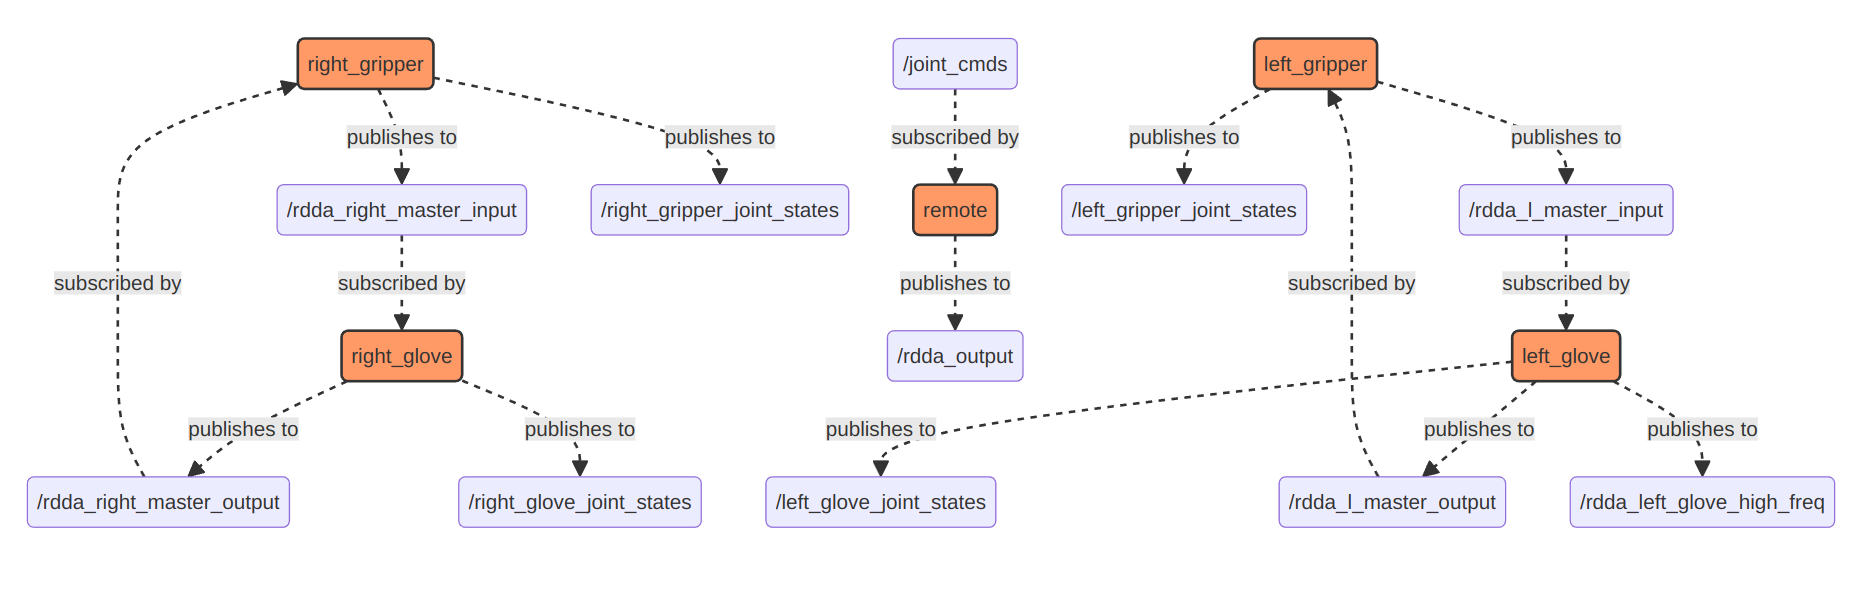 right_gripper
/joint_cmds
left_gripper
publishes to
publishes to
subscribed by
publishes to
publishes to
/rdda_right_master_input
/right_gripper_joint_states
remote
/left_gripper_joint_states
/rdda_l_master_input
subscribed by
subscribed by
publishes to
subscribed by
subscribed by
right_glove
/rdda_output
left_glove
publishes to
publishes to
publishes to
publishes to
publishes to
/rdda_right_master_output
/right_glove_joint_states
/left_glove_joint_states
/rdda_l_master_output
/rdda_left_glove_high_freq